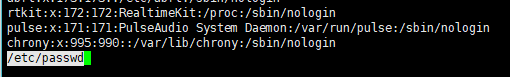 rtkit:x:172:172:RealtimeKit:/proc:/sbin/nologin
pulse:x:171:171:PulseAudio System Daemon:/var/run/pulse:/sbin/nologin
chrony:x:995:990::/var/lib/chrony:/sbin/nologin
/etc/passwd